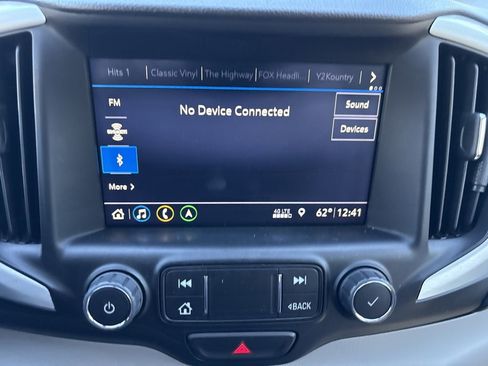 Hits 1 Classic Vinyl The Highway FOX Headli... Y2Kountry
FM
No Device Connected
Sound
Devices
More
4G LTE 62° 12:41
BACK